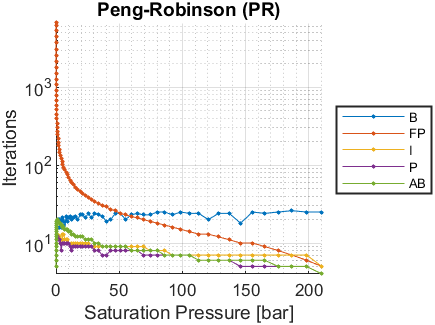 Peng-Robinson (PR)
Iterations
10³
10²
10¹
0 50 100 150 200
Saturation Pressure [bar]
B
FP
I
P
AB